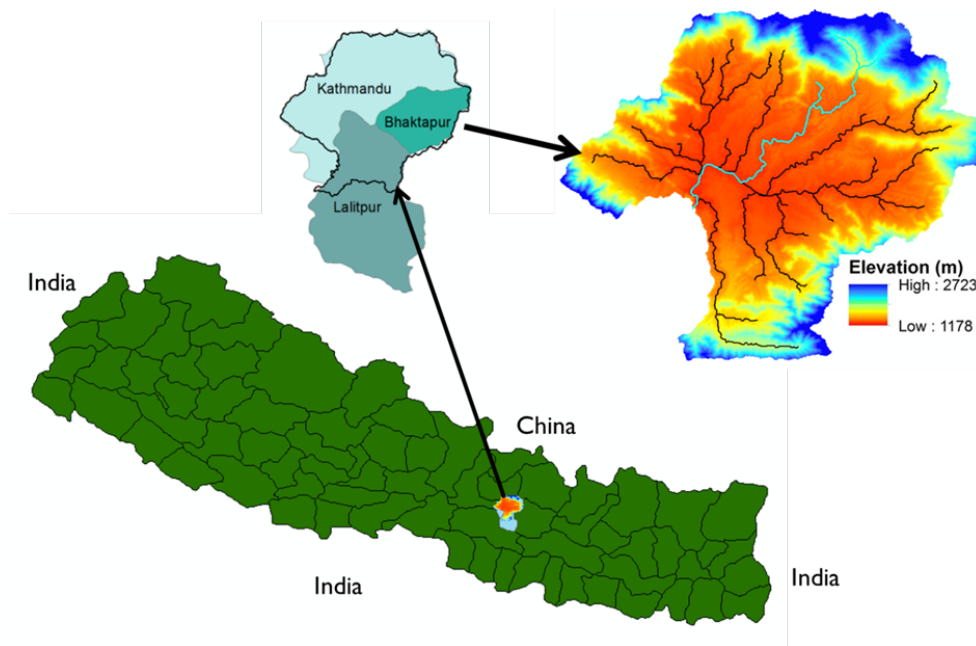 Kathmandu
Bhaktapur
Lalitpur
Elevation (m)
High : 2723
Low : 1178
India
China
India
India